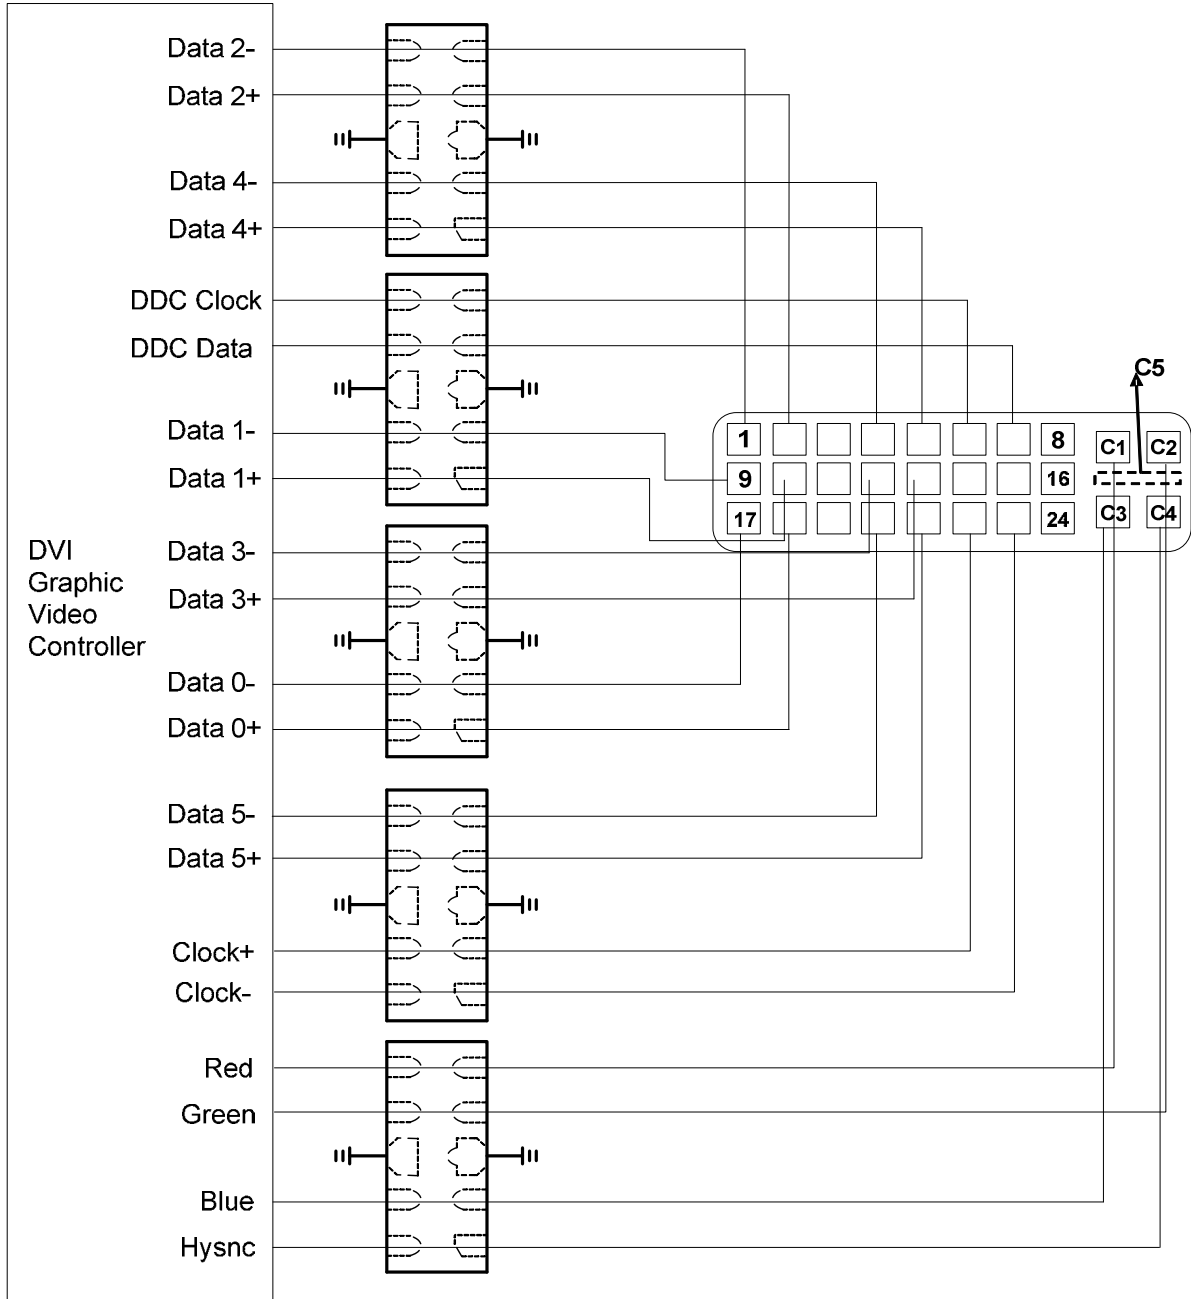 Data 2-
Data 2+
Data 4-
Data 4+
DDC Clock
DDC Data
Data 1-
Data 1+
DVI
Graphic
Video
Controller
Data 3-
Data 3+
Data 0-
Data 0+
Data 5-
Data 5+
Clock+
Clock-
Red
Green
Blue
Hysnc
C5
1 8 C1 C2
9 16
17 24 C3 C4